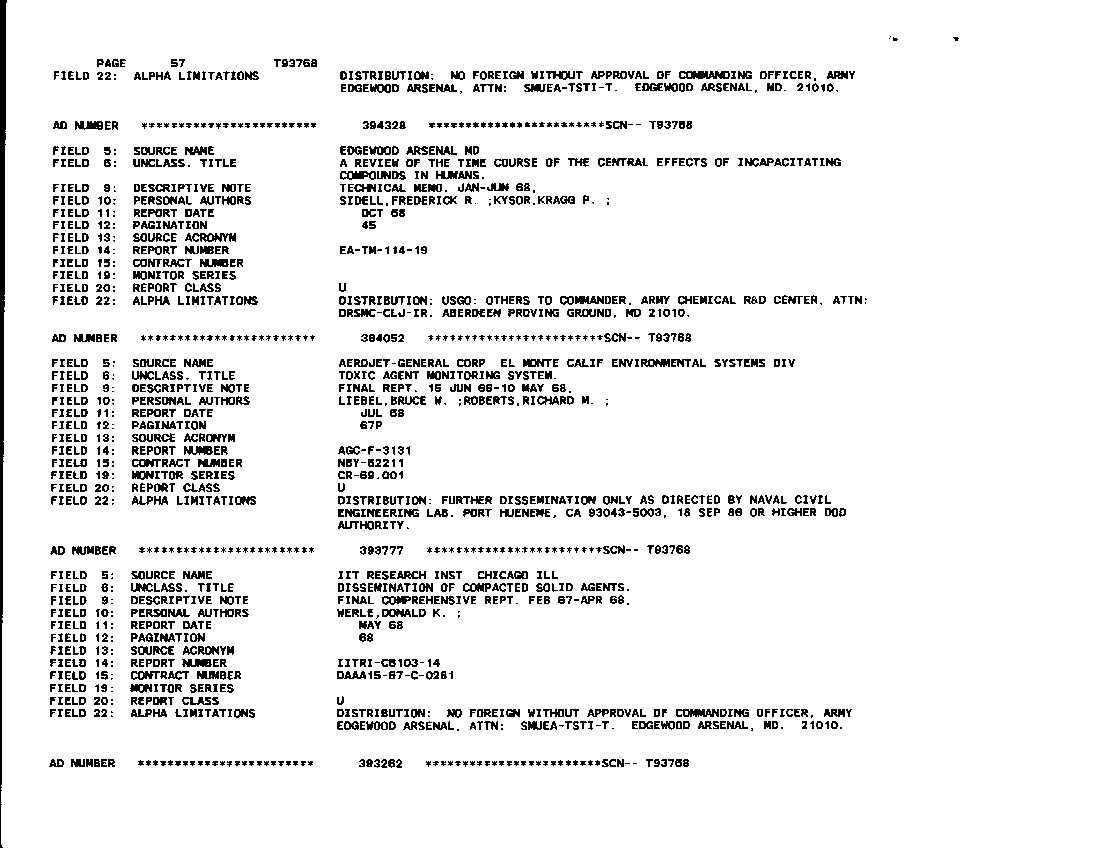 PAGE 57 T93768
FIELD 22: ALPHA LIMITATIONS DISTRIBUTION: NO FOREIGN WITHOUT APPROVAL OF COMMANDING OFFICER, ARMY
EDGEWOOD ARSENAL, ATTN: SMUEA-TSTI-T. EDGEWOOD ARSENAL, MD. 21010.
AD NUMBER ************************ 394328 ************************SCN-- T93768
FIELD 5: SOURCE NAME EDGEWOOD ARSENAL MD
FIELD 6: UNCLASS. TITLE A REVIEW OF THE TIME COURSE OF THE CENTRAL EFFECTS OF INCAPACITATING
COMPOUNDS IN HUMANS.
FIELD 9: DESCRIPTIVE NOTE TECHNICAL MEMO. JAN-JUN 68,
FIELD 10: PERSONAL AUTHORS SIDELL,FREDERICK R. ;KYSOR,KRAGG P. ;
FIELD 11: REPORT DATE OCT 68
FIELD 12: PAGINATION 45
FIELD 13: SOURCE ACRONYM
FIELD 14: REPORT NUMBER EA-TM-114-19
FIELD 15: CONTRACT NUMBER
FIELD 19: MONITOR SERIES
FIELD 20: REPORT CLASS U
FIELD 22: ALPHA LIMITATIONS DISTRIBUTION: USGO: OTHERS TO COMMANDER, ARMY CHEMICAL R&D CENTER, ATTN:
DRSMC-CLJ-IR. ABERDEEN PROVING GROUND, MD 21010.
AD NUMBER ************************ 394052 ************************SCN-- T93768
FIELD 5: SOURCE NAME AEROJET-GENERAL CORP EL MONTE CALIF ENVIRONMENTAL SYSTEMS DIV
FIELD 6: UNCLASS. TITLE TOXIC AGENT MONITORING SYSTEM.
FIELD 9: DESCRIPTIVE NOTE FINAL REPT. 15 JUN 66-10 MAY 68,
FIELD 10: PERSONAL AUTHORS LIEBEL,BRUCE W. ;ROBERTS,RICHARD M. ;
FIELD 11: REPORT DATE JUL 68
FIELD 12: PAGINATION 67P
FIELD 13: SOURCE ACRONYM
FIELD 14: REPORT NUMBER AGC-F-3131
FIELD 15: CONTRACT NUMBER NBY-62211
FIELD 19: MONITOR SERIES CR-69.001
FIELD 20: REPORT CLASS U
FIELD 22: ALPHA LIMITATIONS DISTRIBUTION: FURTHER DISSEMINATION ONLY AS DIRECTED BY NAVAL CIVIL
ENGINEERING LAB. PORT HUENEME, CA 93043-5003, 18 SEP 86 OR HIGHER DOD
AUTHORITY.
AD NUMBER ************************ 393777 ************************SCN-- T93768
FIELD 5: SOURCE NAME IIT RESEARCH INST CHICAGO ILL
FIELD 6: UNCLASS. TITLE DISSEMINATION OF COMPACTED SOLID AGENTS.
FIELD 9: DESCRIPTIVE NOTE FINAL COMPREHENSIVE REPT. FEB 67-APR 68,
FIELD 10: PERSONAL AUTHORS WERLE,DONALD K. ;
FIELD 11: REPORT DATE MAY 68
FIELD 12: PAGINATION 68
FIELD 13: SOURCE ACRONYM
FIELD 14: REPORT NUMBER IITRI-C6103-14
FIELD 15: CONTRACT NUMBER DAAA15-67-C-0261
FIELD 19: MONITOR SERIES
FIELD 20: REPORT CLASS U
FIELD 22: ALPHA LIMITATIONS DISTRIBUTION: NO FOREIGN WITHOUT APPROVAL OF COMMANDING OFFICER, ARMY
EDGEWOOD ARSENAL, ATTN: SMUEA-TSTI-T. EDGEWOOD ARSENAL, MD. 21010.
AD NUMBER ************************ 393262 ************************SCN-- T93768